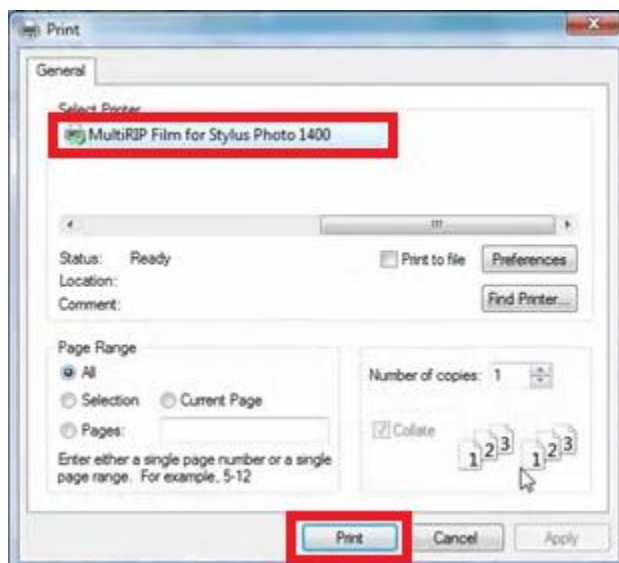 Print
General
Select Printer
MultiRIP Film for Stylus Photo 1400
Status: Ready
Print to file
Preferences
Location:
Comment:
Find Printer...
Page Range
All
Selection
Current Page
Pages:
Enter either a single page number or a single
page range. For example, 5-12
Number of copies: 1
Collate
1 2 3 1 2 3
Print Cancel Apply